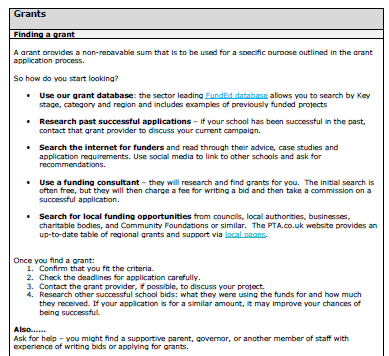 Grants
Finding a grant
A grant provides a non-repayable sum that is to be used for a specific purpose outlined in the grant
application process.
So how do you start looking?
• Use our grant database: the sector leading FundEd database allows you to search by Key
stage, category and region and includes examples of previously funded projects
• Research past successful applications – if your school has been successful in the past,
contact that grant provider to discuss your current campaign.
• Search the internet for funders and read through their advice, case studies and
application requirements. Use social media to link to other schools and ask for
recommendations.
• Use a funding consultant – they will research and find grants for you. The initial search is
often free, but they will then charge a fee for writing a bid and then take a commission on a
successful application.
• Search for local funding opportunities from councils, local authorities, businesses,
charitable bodies, and Community Foundations or similar. The PTA.co.uk website provides an
up-to-date table of regional grants and support via local pages.
Once you find a grant:
1. Confirm that you fit the criteria.
2. Check the deadlines for application carefully.
3. Contact the grant provider, if possible, to discuss your project.
4. Research other successful school bids: what they were using the funds for and how much
they received. If your application is for a similar amount, it may improve your chances of
being successful.
Also……
Ask for help – you might find a supportive parent, governor, or another member of staff with
experience of writing bids or applying for grants.